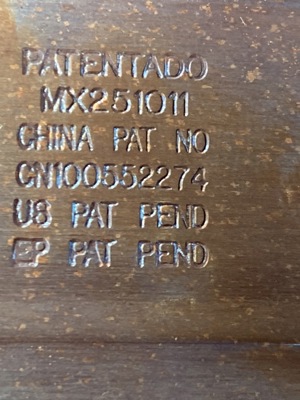 PATENTADO
MX251011
CHINA PAT NO
CN100552274
US PAT PEND
EP PAT PEND